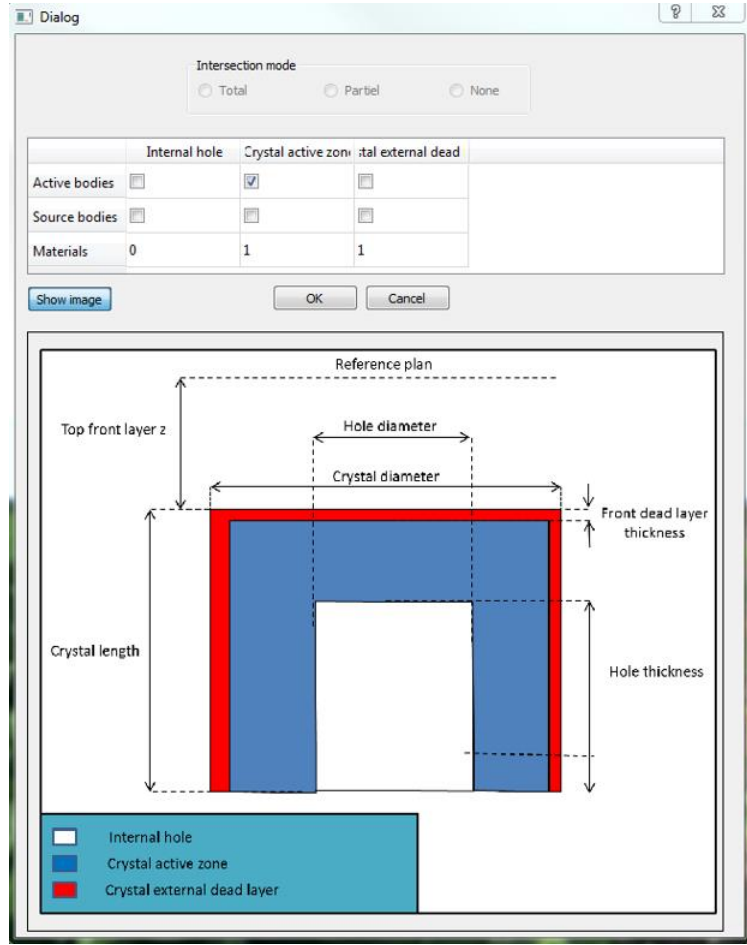 Dialog
Intersection mode
Total Partiel None
Internal hole Crystal active zone :tal external dead
Active bodies
Source bodies
Materials 0 1 1
Show image OK Cancel
Reference plan
Top front layer z
Hole diameter
Crystal diameter
Front dead layer
thickness
Crystal length
Hole thickness
Internal hole
Crystal active zone
Crystal external dead layer